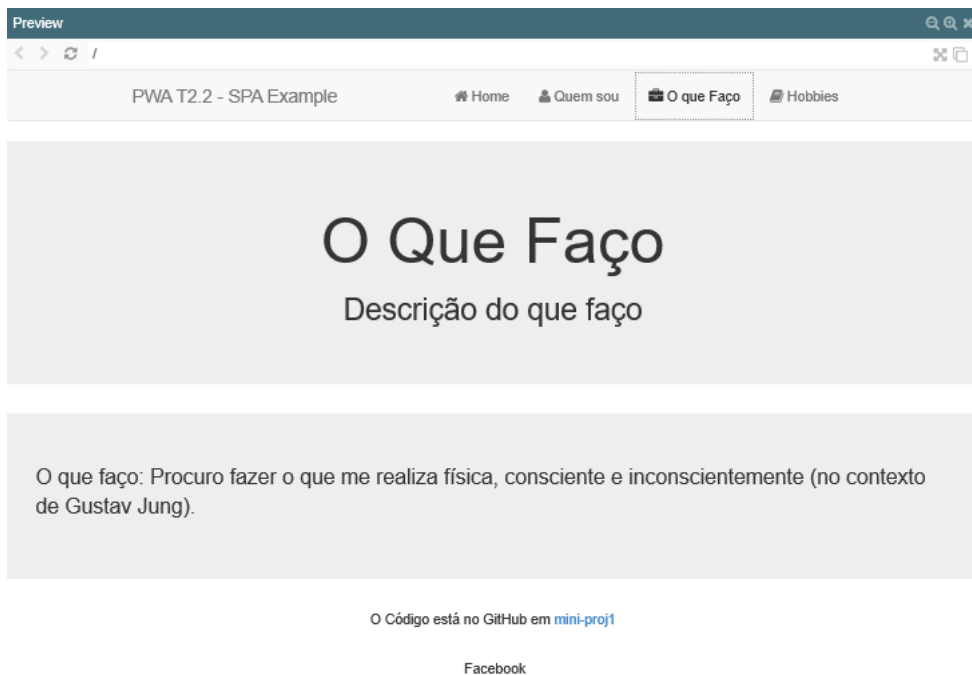 Preview
/
PWA T2.2 - SPA Example Home Quem sou O que Faço Hobbies
O Que Faço
Descrição do que faço
O que faço: Procuro fazer o que me realiza física, consciente e inconscientemente (no contexto
de Gustav Jung).
O Código está no GitHub em mini-proj1
Facebook